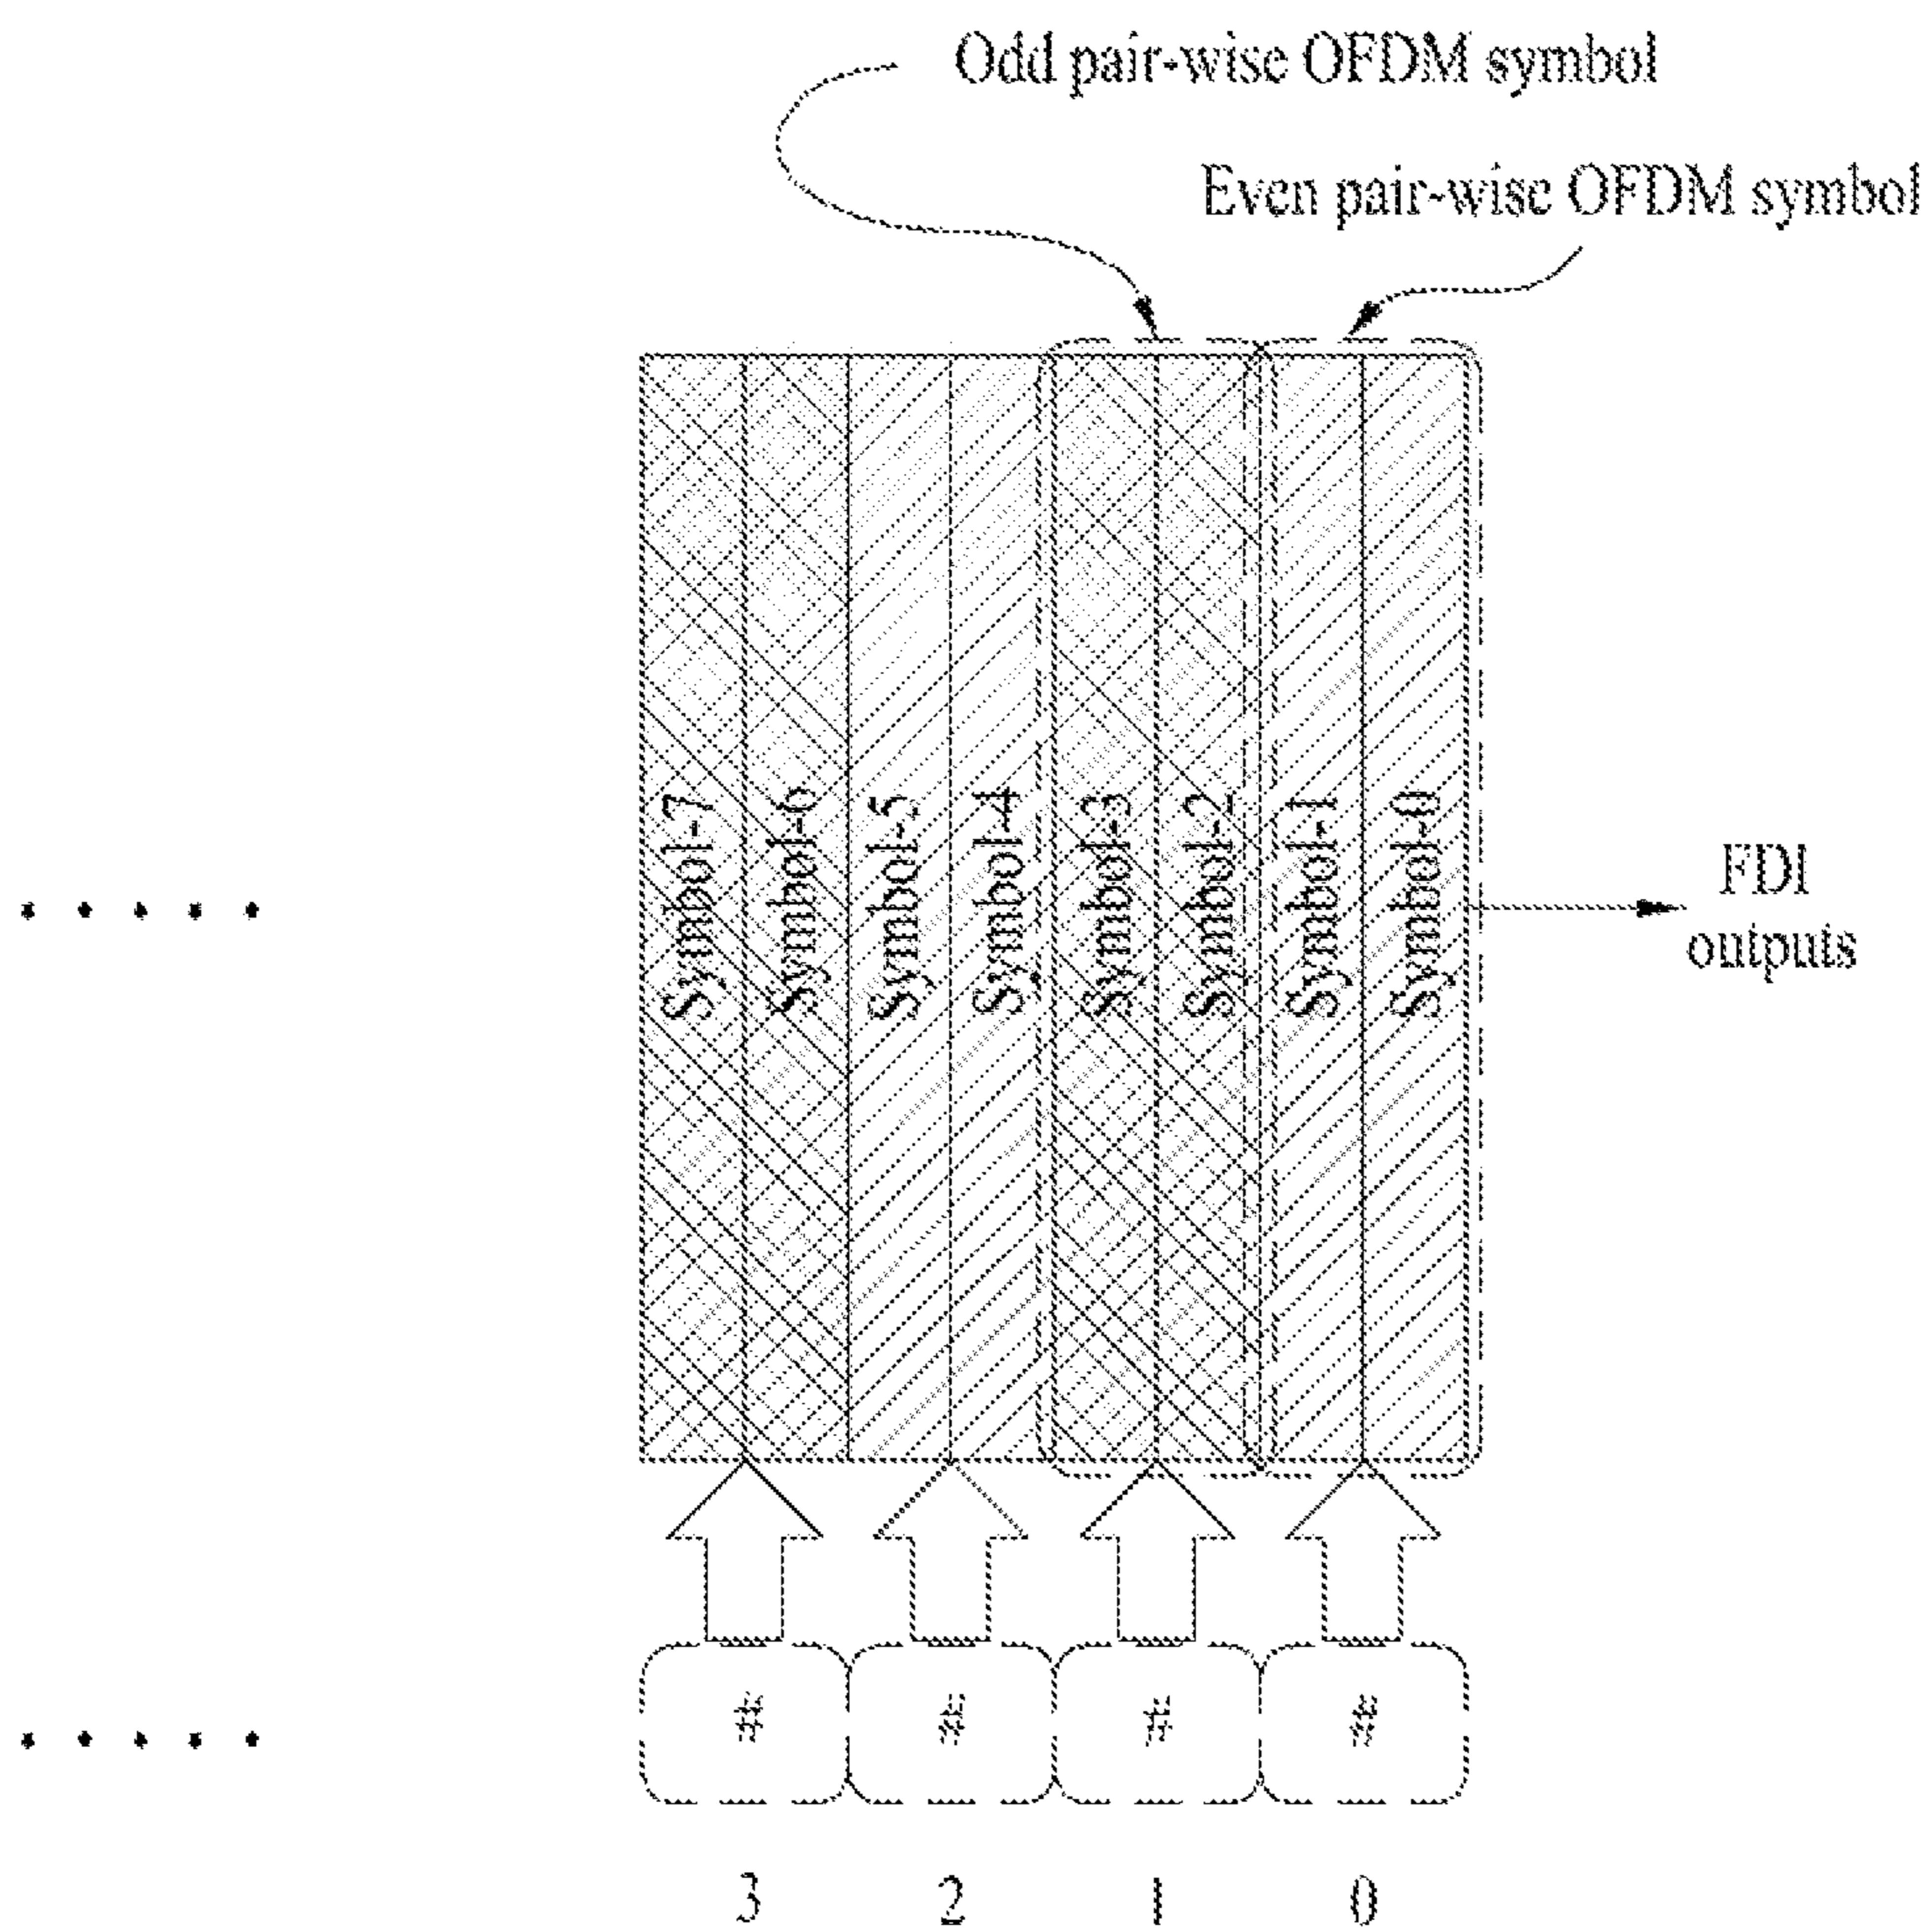 Odd pair-wise OFDM symbol
Even pair-wise OFDM symbol
Symbol-7
Symbol-6
Symbol-5
Symbol-4
Symbol-3
Symbol-2
Symbol-1
Symbol-0
FDI
outputs
# # # #
3 2 1 0